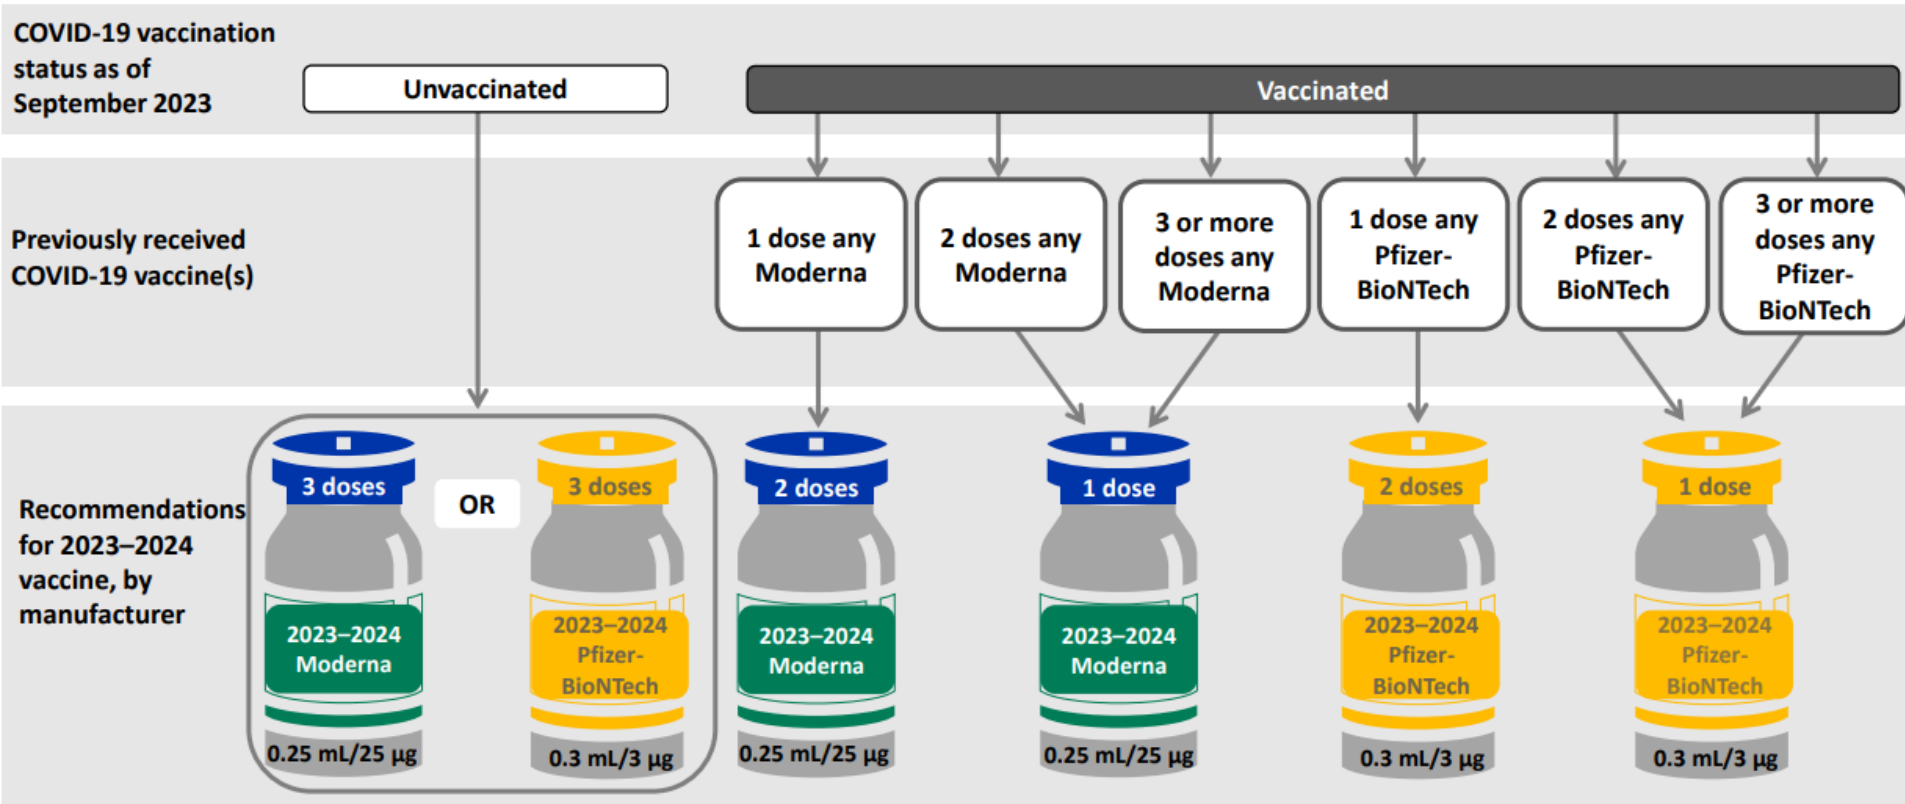 COVID-19 vaccination
status as of
September 2023
Unvaccinated
Vaccinated
Previously received
COVID-19 vaccine(s)
1 dose any
Moderna
2 doses any
Moderna
3 or more
doses any
Moderna
1 dose any
Pfizer-
BioNTech
2 doses any
Pfizer-
BioNTech
3 or more
doses any
Pfizer-
BioNTech
Recommendations
for 2023–2024
vaccine, by
manufacturer
3 doses
2023–2024
Moderna
0.25 mL/25 µg
OR
3 doses
2023–2024
Pfizer-
BioNTech
0.3 mL/3 µg
2 doses
2023–2024
Moderna
0.25 mL/25 µg
1 dose
2023–2024
Moderna
0.25 mL/25 µg
2 doses
2023–2024
Pfizer-
BioNTech
0.3 mL/3 µg
1 dose
2023–2024
Pfizer-
BioNTech
0.3 mL/3 µg